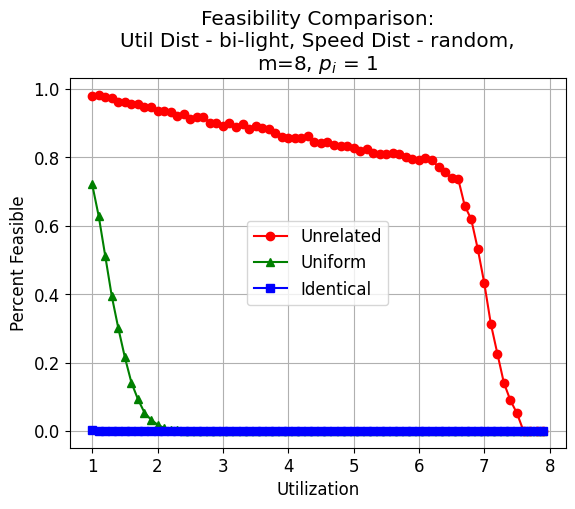 Feasibility Comparison:
Util Dist - bi-light, Speed Dist - random,
m=8, pᵢ = 1
1.0
0.8
0.6
0.4
0.2
0.0
Percent Feasible
Unrelated
Uniform
Identical
1 2 3 4 5 6 7 8
Utilization